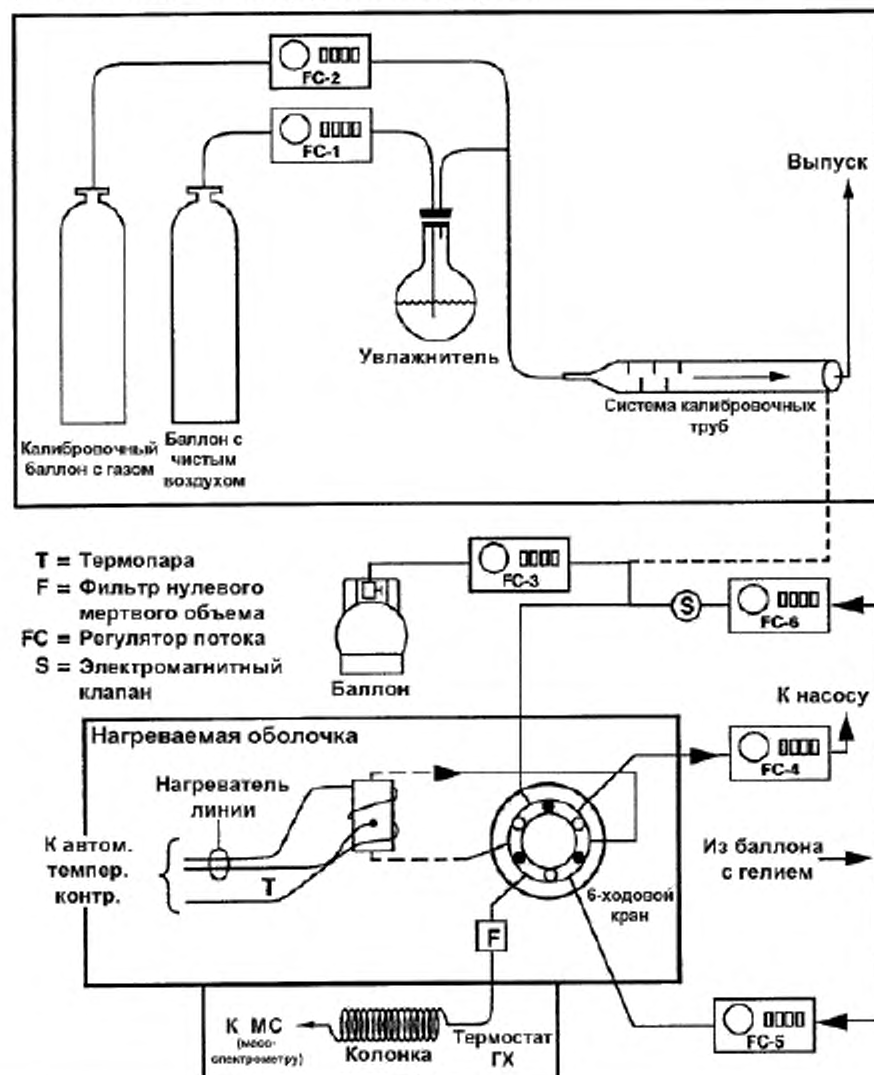 FC-2
FC-1
Выпуск
Увлажнитель
Система калибровочных
труб
Калибровочный
баллон с газом
Баллон с
чистым
воздухом
T = Термопара
F = Фильтр нулевого
мертвого объема
FC = Регулятор потока
S = Электромагнитный
клапан
FC-3
Баллон
S
FC-6
К насосу
FC-4
Нагреваемая оболочка
Нагреватель
линии
К автом.
темпер.
контр.
T
Из баллона
с гелием
6-ходовой
кран
F
FC-5
К МС
(масс-
спектрометру)
Колонка
Термостат
ГХ